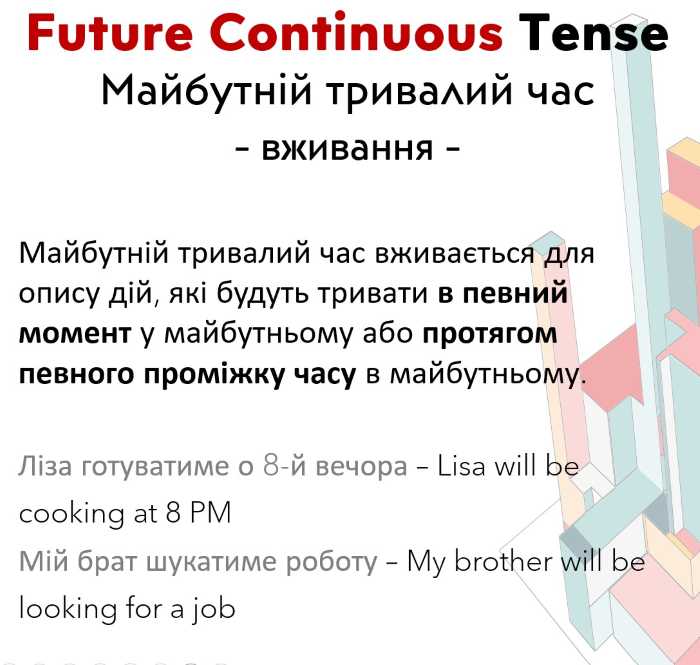 Future Continuous Tense
Майбутній тривалий час
- вживання -
Майбутній тривалий час вживається для
опису дій, які будуть тривати в певний
момент у майбутньому або протягом
певного проміжку часу в майбутньому.
Ліза готуватиме о 8-й вечора – Lisa will be
cooking at 8 PM
Мій брат шукатиме роботу – My brother will be
looking for a job